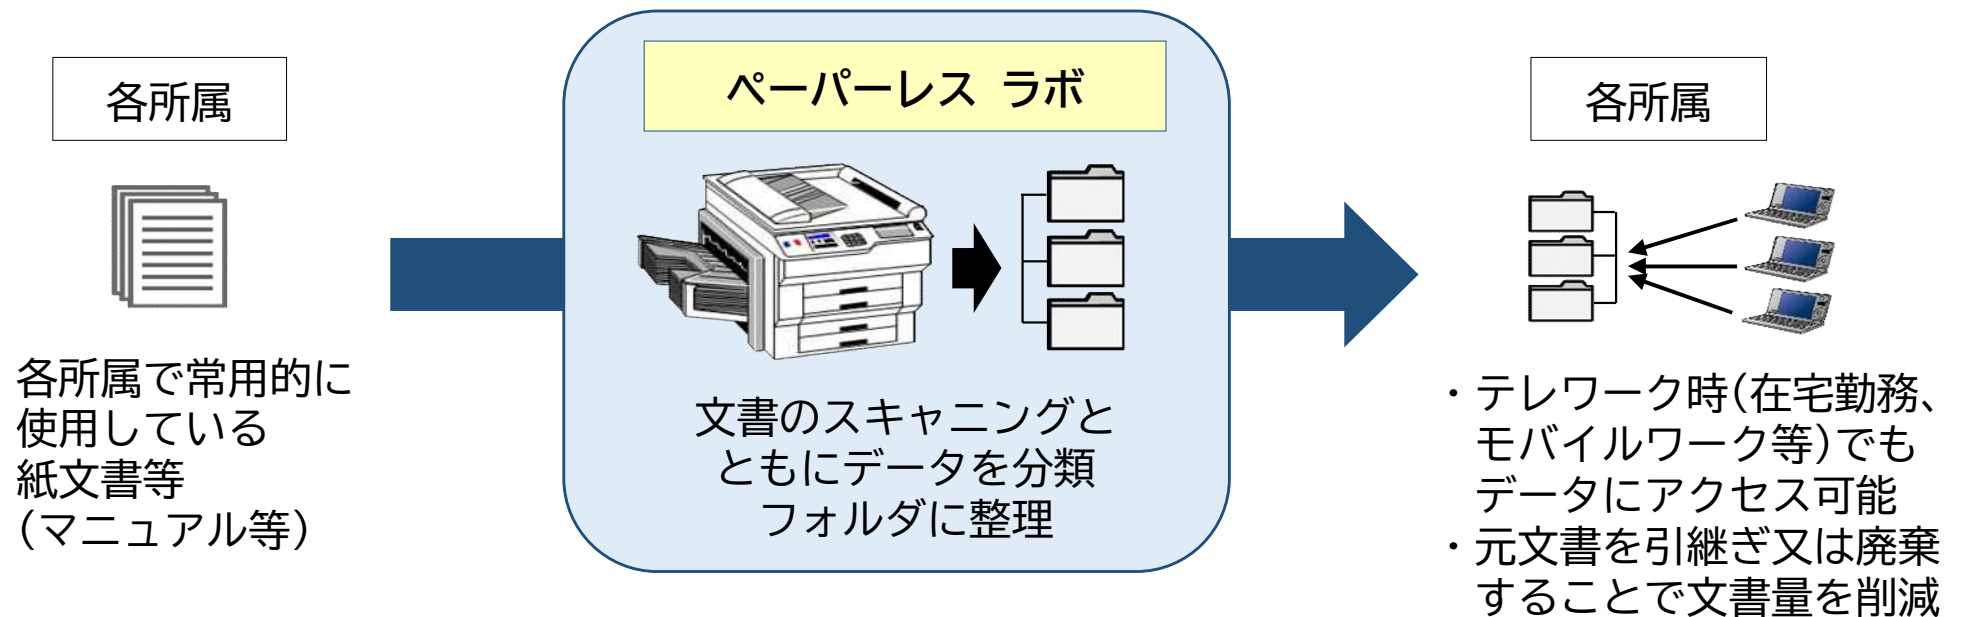 各所属
各所属で常用的に
使用している
紙文書等
(マニュアル等)
ペーパーレス ラボ
文書のスキャニングと
ともにデータを分類
フォルダに整理
各所属
・テレワーク時(在宅勤務、
モバイルワーク等)でも
データにアクセス可能
・元文書を引継ぎ又は廃棄
することで文書量を削減